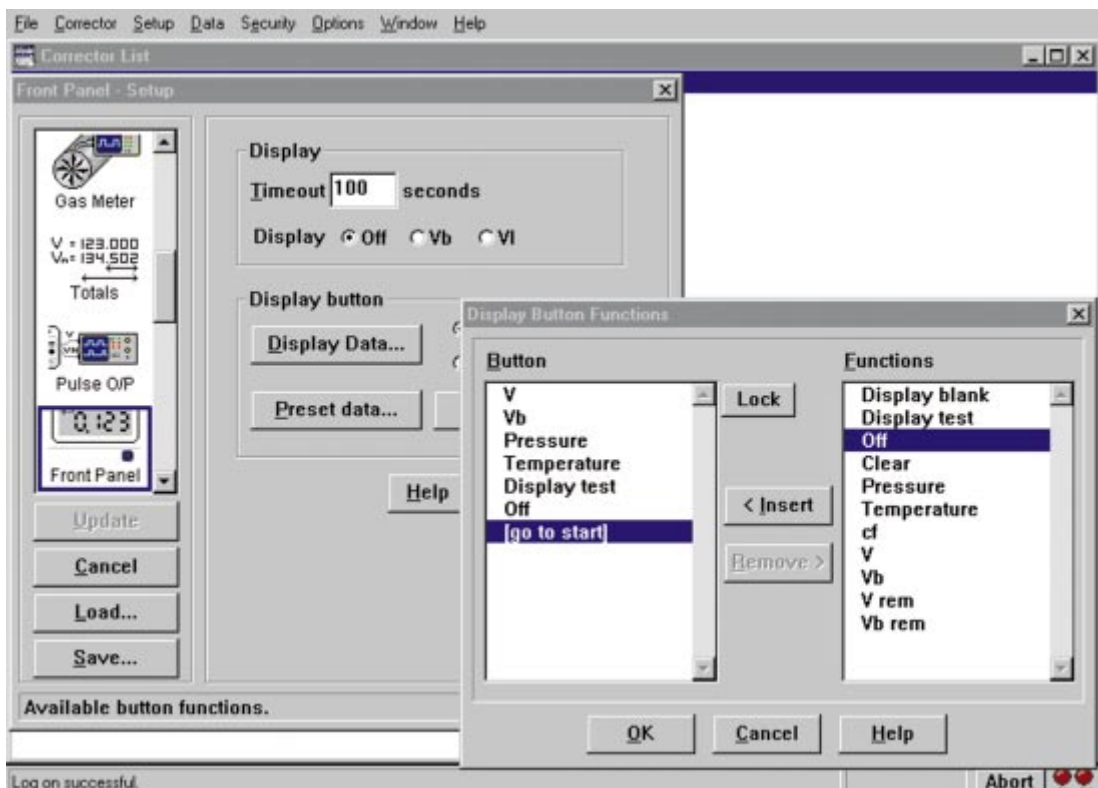 File Corrector Setup Data Security Options Window Help
Corrector List
Front Panel - Setup
Gas Meter
V = 123.000
Vn= 134.502
Totals
Pulse O/P
0.123
Front Panel
Update
Cancel
Load...
Save...
Display
Timeout 100 seconds
Display Off Vb VI
Display button
Display Data...
Preset data...
Help
Available button functions.
Log on successful.
Abort
Display Button Functions
Button
V
Vb
Pressure
Temperature
Display test
Off
[go to start]
Lock
< Insert
Remove >
Functions
Display blank
Display test
Off
Clear
Pressure
Temperature
cf
V
Vb
V rem
Vb rem
OK Cancel Help